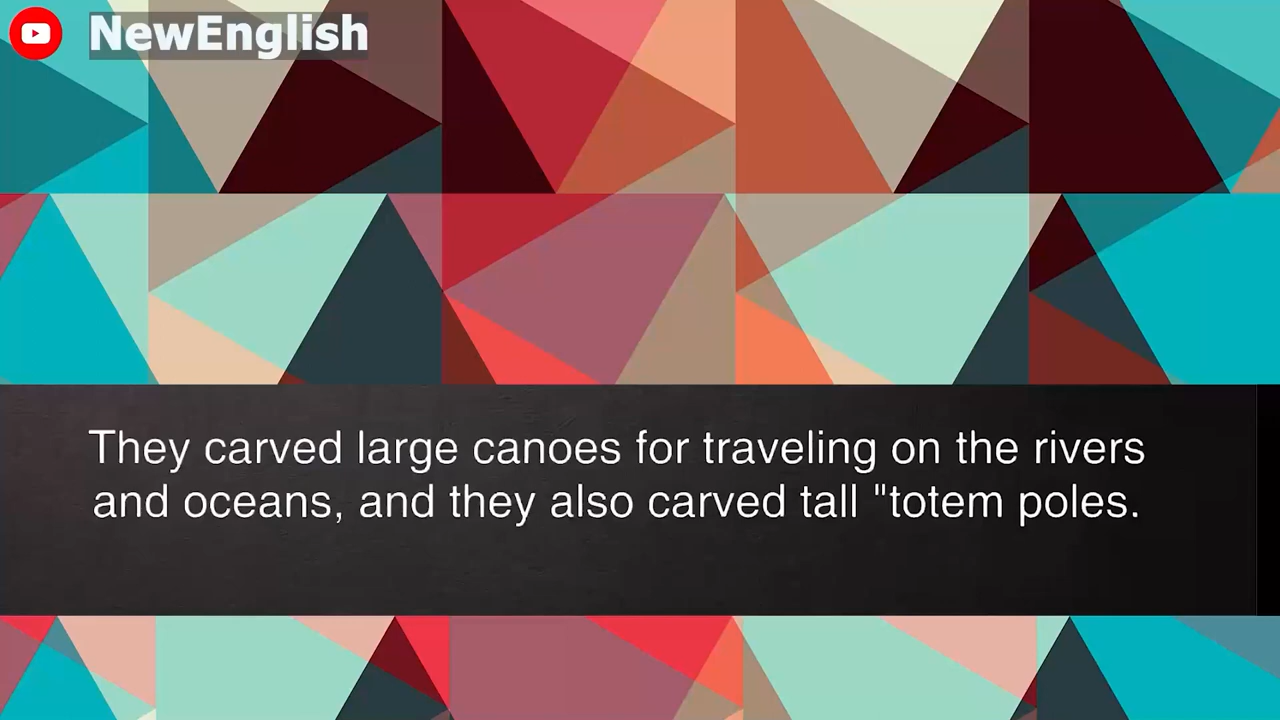 NewEnglish
They carved large canoes for traveling on the rivers
and oceans, and they also carved tall "totem poles.